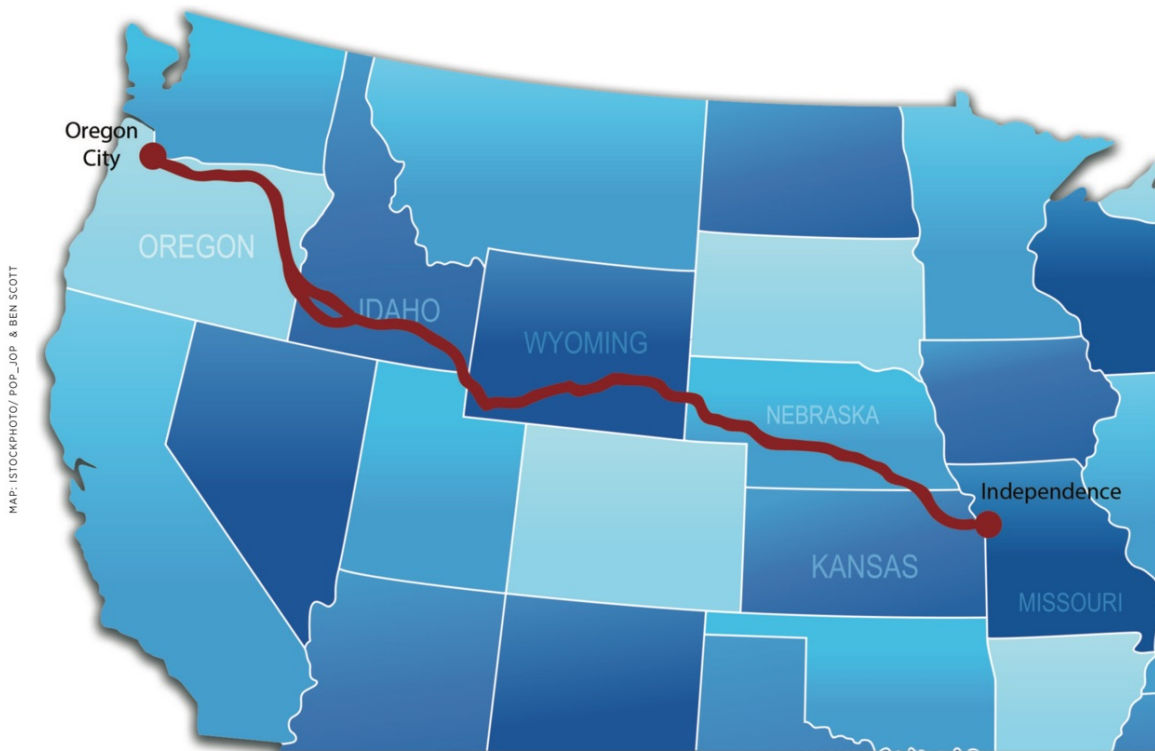 Oregon
City
OREGON
IDAHO
WYOMING
NEBRASKA
Independence
KANSAS
MISSOURI
MAP: ISTOCKPHOTO/ POP_JOP & BEN SCOTT